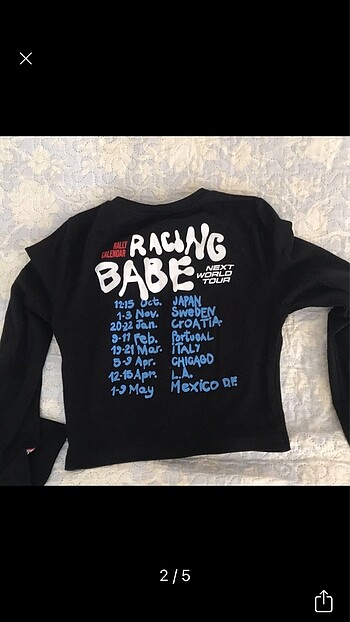 RALLY
CALENDAR
RACING
BABE
NEXT
WORLD
TOUR
11-15 Oct. JAPAN
1-3 Nov. SWEDEN
20-22 Jan. CROATIA
9-11 Feb. Portugal
19-21 Mar. ITALY
5-9 Apr. CHICAGO
12-15 Apr. L.A.
1-9 May Mexico D.F
2/5